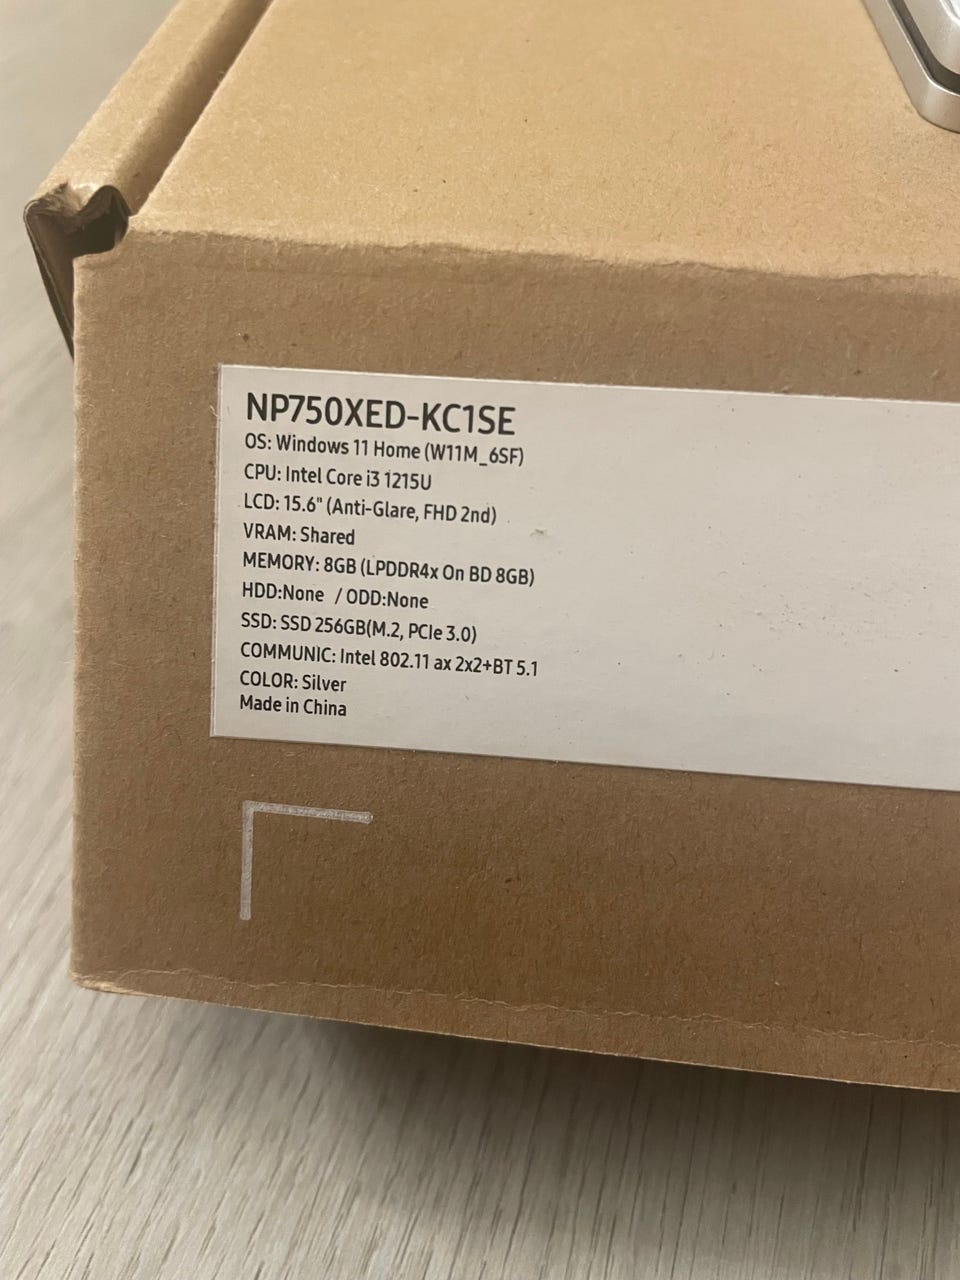 NP750XED-KC1SE
OS: Windows 11 Home (W11M_6SF)
CPU: Intel Core i3 1215U
LCD: 15.6" (Anti-Glare, FHD 2nd)
VRAM: Shared
MEMORY: 8GB (LPDDR4x On BD 8GB)
HDD:None / ODD:None
SSD: SSD 256GB(M.2, PCIe 3.0)
COMMUNIC: Intel 802.11 ax 2x2+BT 5.1
COLOR: Silver
Made in China